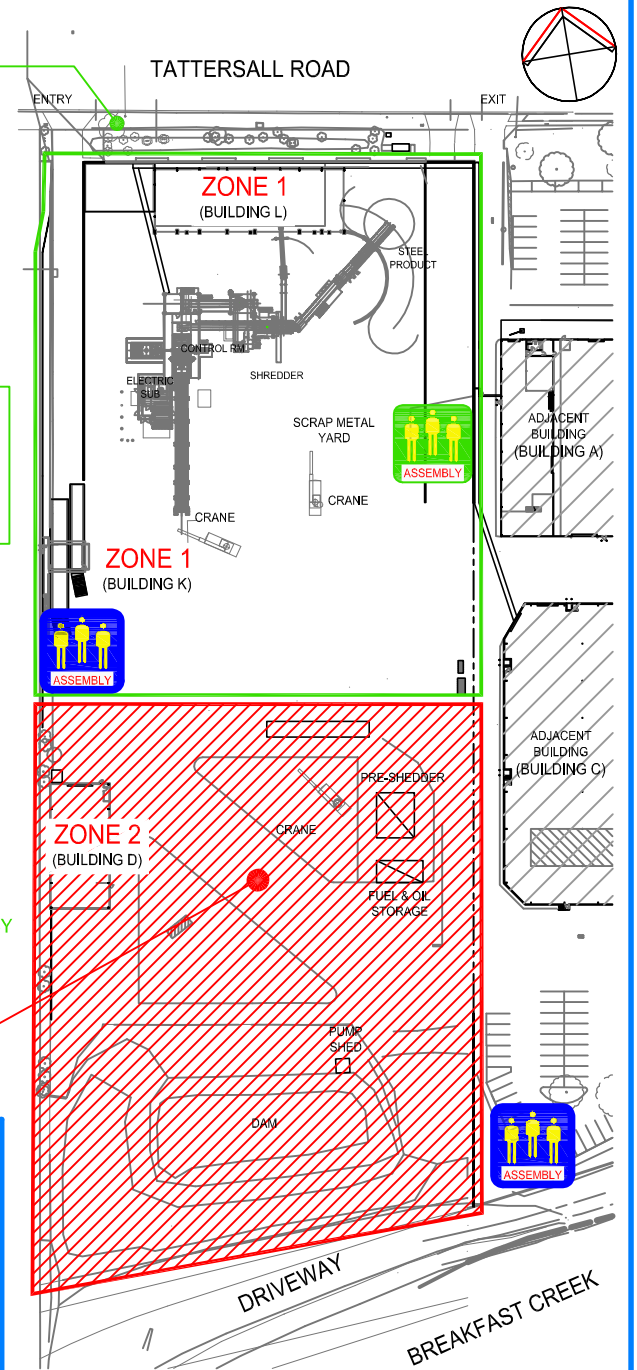 TATTERSALL ROAD
ENTRY
EXIT
ZONE 1
(BUILDING L)
STEEL
PRODUCT
CONTROL RM
SHREDDER
ELECTRIC
SUB
SCRAP METAL
YARD
ASSEMBLY
ADJACENT
BUILDING
(BUILDING A)
CRANE
CRANE
ZONE 1
(BUILDING K)
ASSEMBLY
ADJACENT
BUILDING
(BUILDING C)
PRE-SHEDDER
CRANE
ZONE 2
(BUILDING D)
FUEL & OIL
STORAGE
Y
PUMP
SHED
DAM
ASSEMBLY
DRIVEWAY
BREAKFAST CREEK